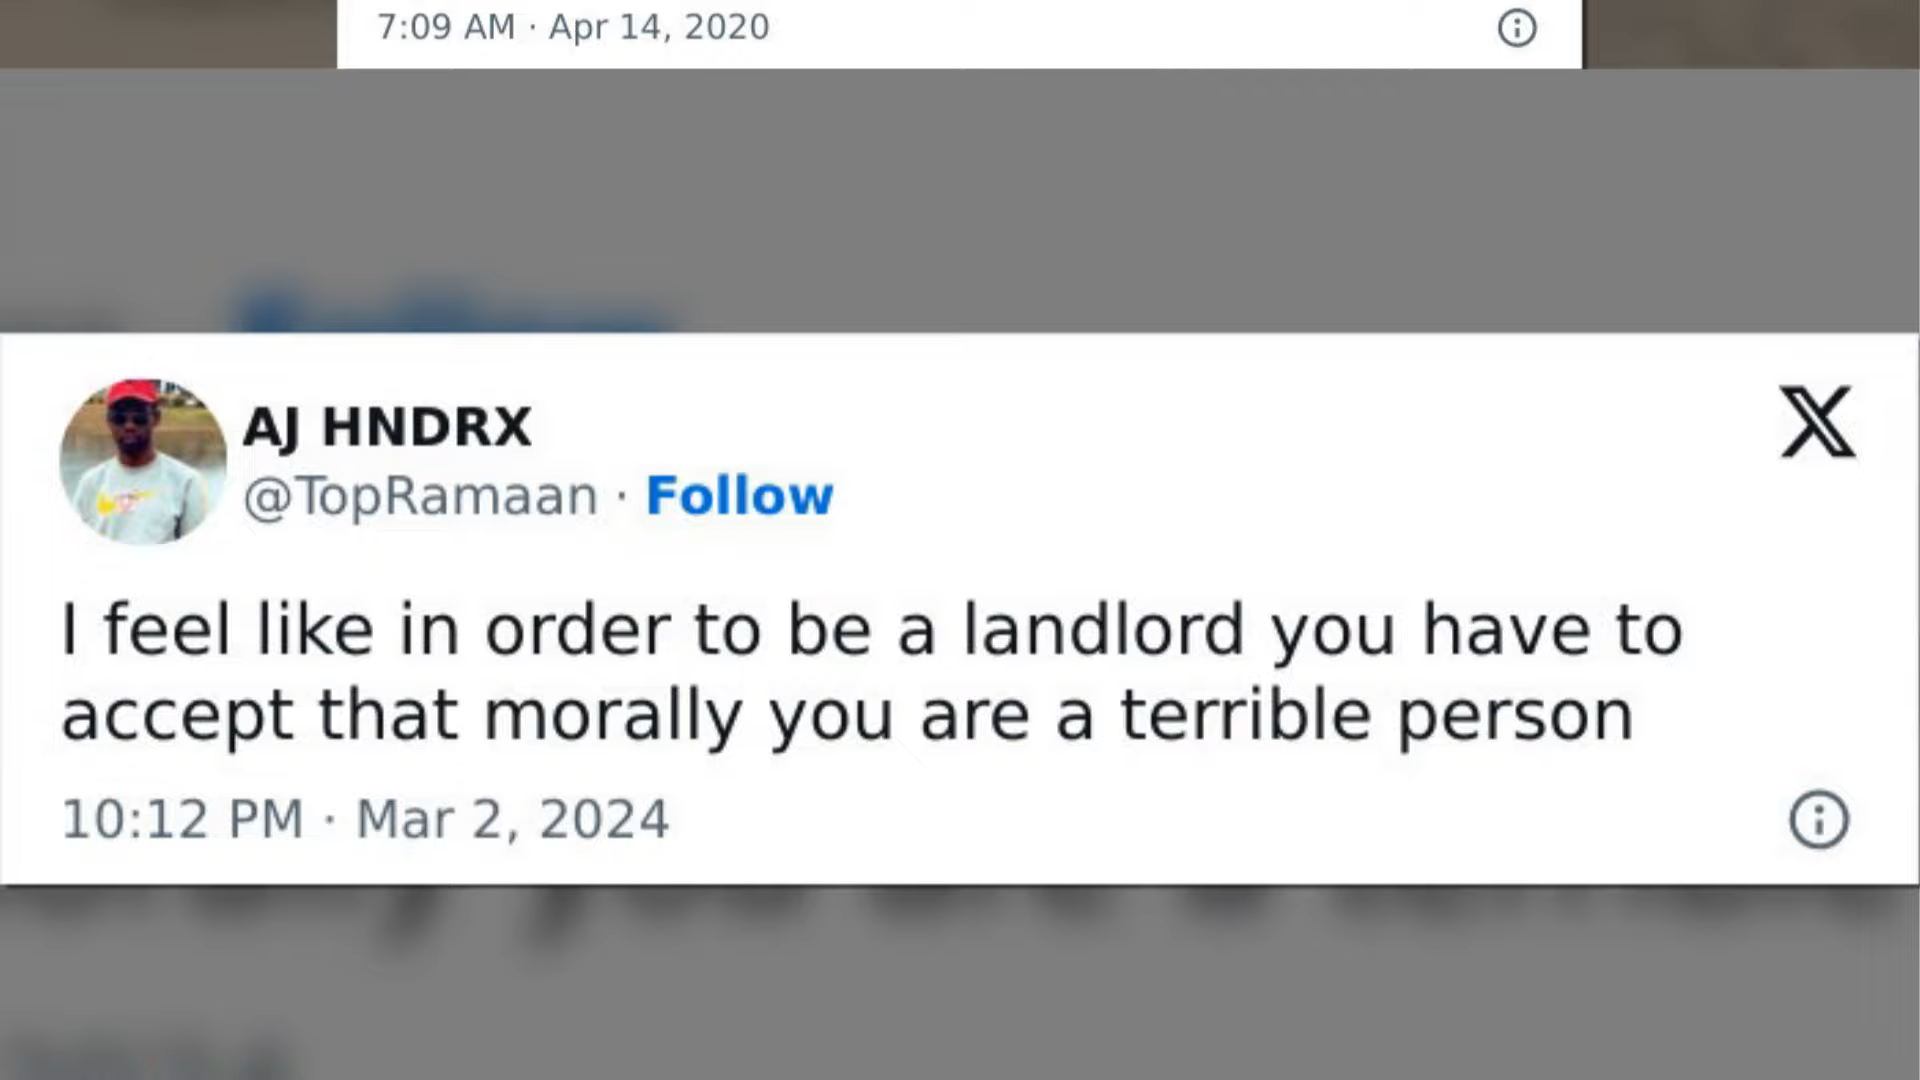 7:09 AM · Apr 14, 2020
AJ HNDRX
@TopRamaan · Follow
I feel like in order to be a landlord you have to
accept that morally you are a terrible person
10:12 PM · Mar 2, 2024